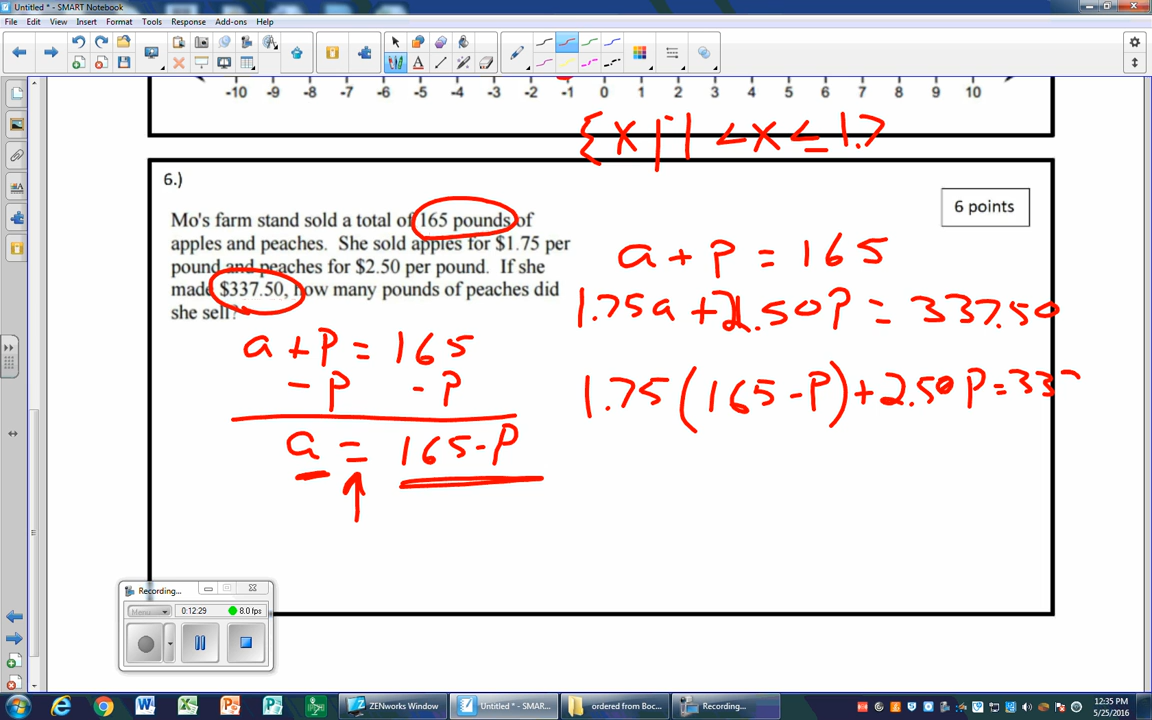 Untitled * - SMART Notebook
File Edit View Insert Format Tools Response Add-ons Help
-10 -9 -8 -7 -6 -5 -4 -3 -2 -1 0 1 2 3 4 5 6 7 8 9 10
{x|-1 < x ≤ 1.7
6.)
6 points
Mo's farm stand sold a total of 165 pounds of
apples and peaches. She sold apples for $1.75 per
pound and peaches for $2.50 per pound. If she
made $337.50, how many pounds of peaches did
she sell?
a + P = 165
1.75a + 2.50P = 337.50
a + P = 165
- P - P
1.75(165-P)+2.50P=337
a = 165-P
Recording...
Menu
0:12:29 8.0 fps
ZENworks Window
Untitled * - SMAR...
ordered from Boc...
Recording...
12:35 PM
5/25/2016